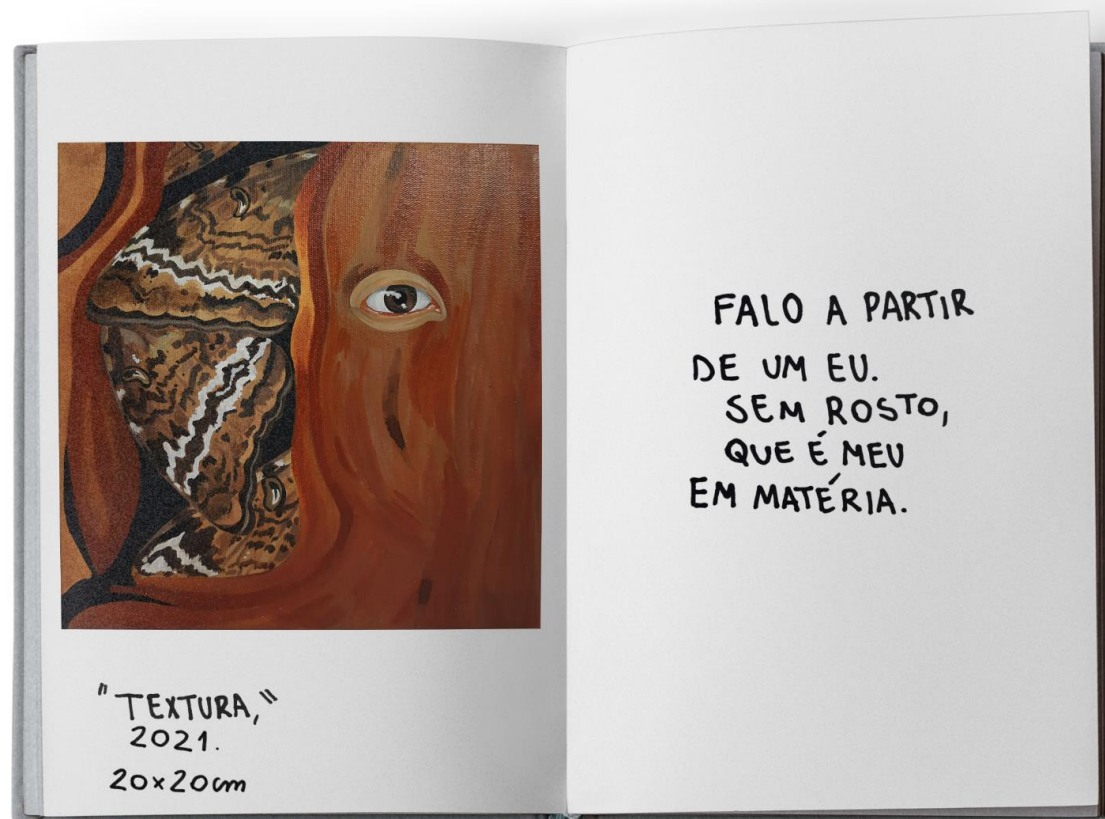 "TEXTURA,"
2021.
20x20cm
FALO A PARTIR
DE UM EU.
SEM ROSTO,
QUE É MEU
EM MATÉRIA.